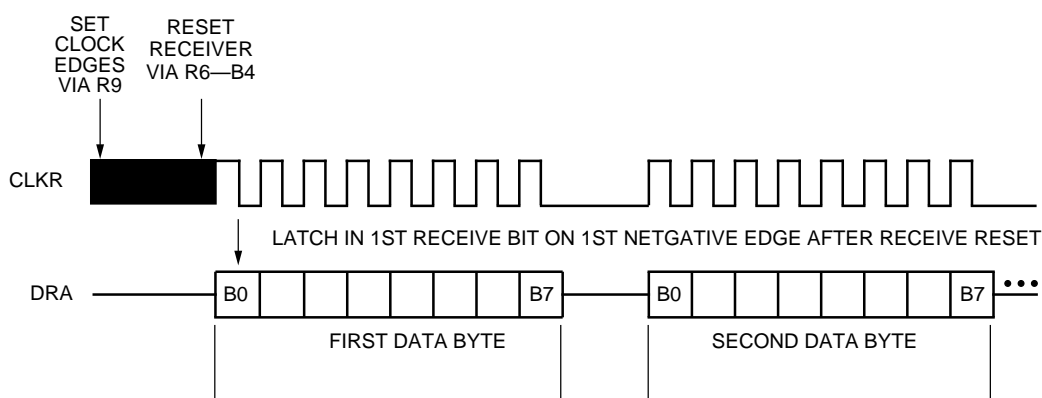 SET
CLOCK
EDGES
VIA R9
RESET
RECEIVER
VIA R6—B4
CLKR
LATCH IN 1ST RECEIVE BIT ON 1ST NETGATIVE EDGE AFTER RECEIVE RESET
DRA
B0
B7
B0
B7
•••
FIRST DATA BYTE
SECOND DATA BYTE